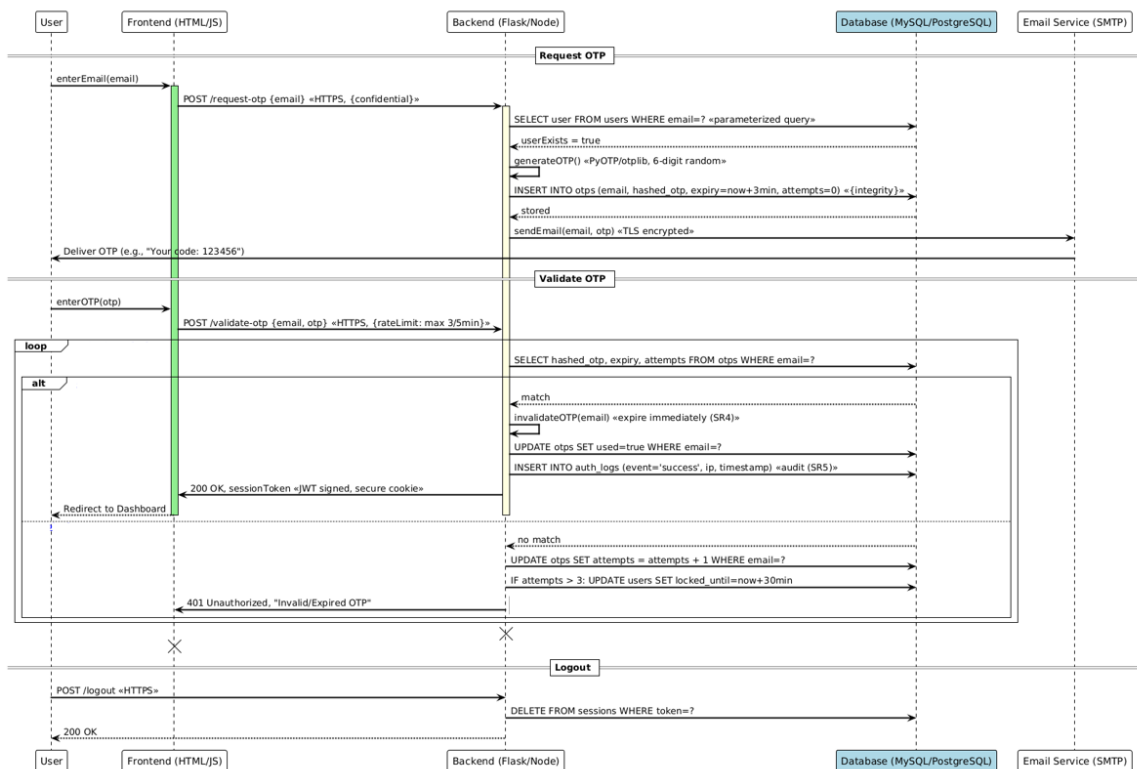 User
Frontend (HTML/JS)
Backend (Flask/Node)
Database (MySQL/PostgreSQL)
Email Service (SMTP)
Request OTP
enterEmail(email)
POST /request-otp {email} «HTTPS, {confidential}»
SELECT user FROM users WHERE email=? «parameterized query»
userExists = true
generateOTP() «PyOTP/otplib, 6-digit random»
INSERT INTO otps (email, hashed_otp, expiry=now+3min, attempts=0) «{integrity}»
stored
sendEmail(email, otp) «TLS encrypted»
Deliver OTP (e.g., "Your code: 123456")
Validate OTP
enterOTP(otp)
POST /validate-otp {email, otp} «HTTPS, {rateLimit: max 3/5min}»
loop
SELECT hashed_otp, expiry, attempts FROM otps WHERE email=?
alt
match
invalidateOTP(email) «expire immediately (SR4)»
UPDATE otps SET used=true WHERE email=?
INSERT INTO auth_logs (event='success', ip, timestamp) «audit (SR5)»
200 OK, sessionToken «JWT signed, secure cookie»
Redirect to Dashboard
no match
UPDATE otps SET attempts = attempts + 1 WHERE email=?
IF attempts > 3: UPDATE users SET locked_until=now+30min
401 Unauthorized, "Invalid/Expired OTP"
Logout
POST /logout «HTTPS»
DELETE FROM sessions WHERE token=?
200 OK
User
Frontend (HTML/JS)
Backend (Flask/Node)
Database (MySQL/PostgreSQL)
Email Service (SMTP)